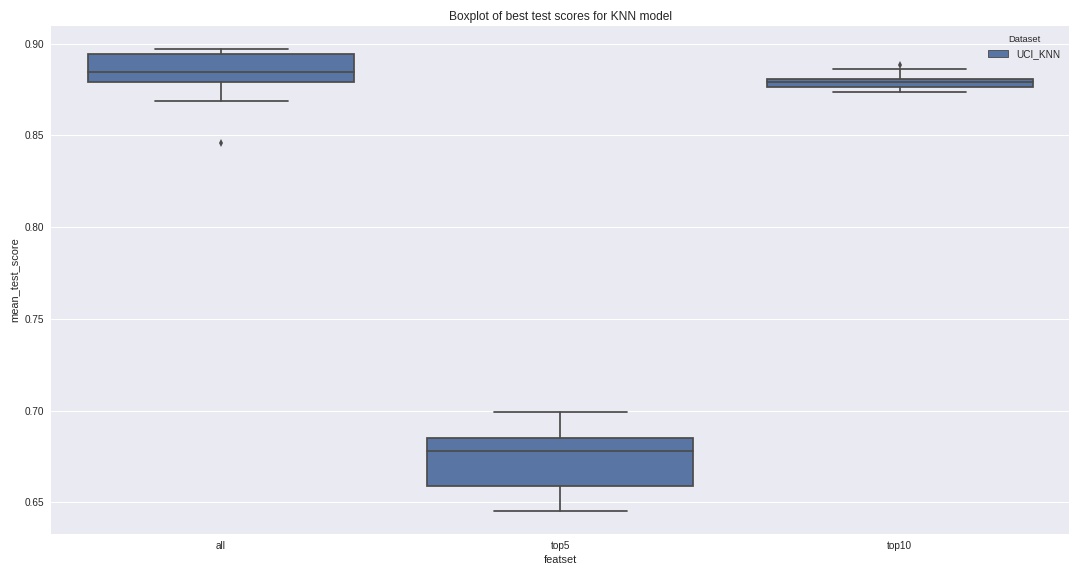 Boxplot of best test scores for KNN model
Dataset
UCI_KNN
mean_test_score
0.90
0.85
0.80
0.75
0.70
0.65
all
top5
top10
featset